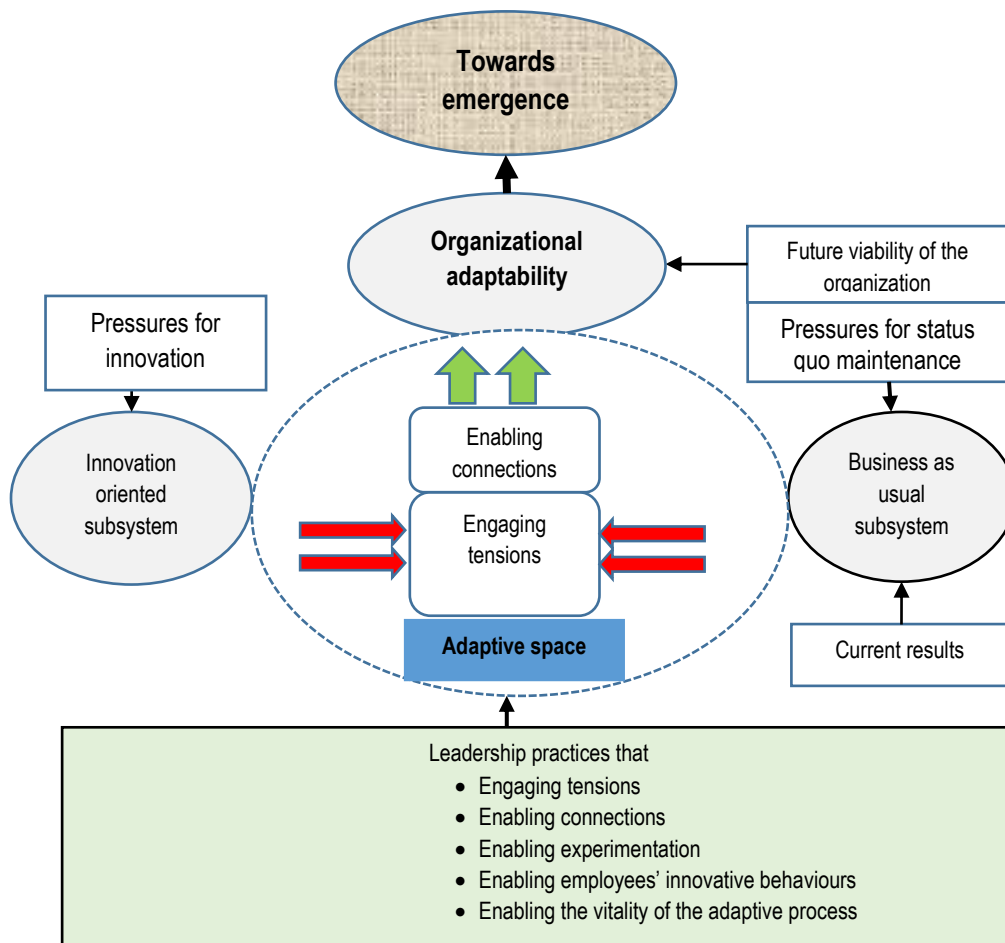 Towards
emergence
Organizational
adaptability
Future viability of the
organization
Pressures for
innovation
Pressures for status
quo maintenance
Innovation
oriented
subsystem
Enabling
connections
Engaging
tensions
Business as
usual
subsystem
Adaptive space
Current results
Leadership practices that
• Engaging tensions
• Enabling connections
• Enabling experimentation
• Enabling employees’ innovative behaviours
• Enabling the vitality of the adaptive process